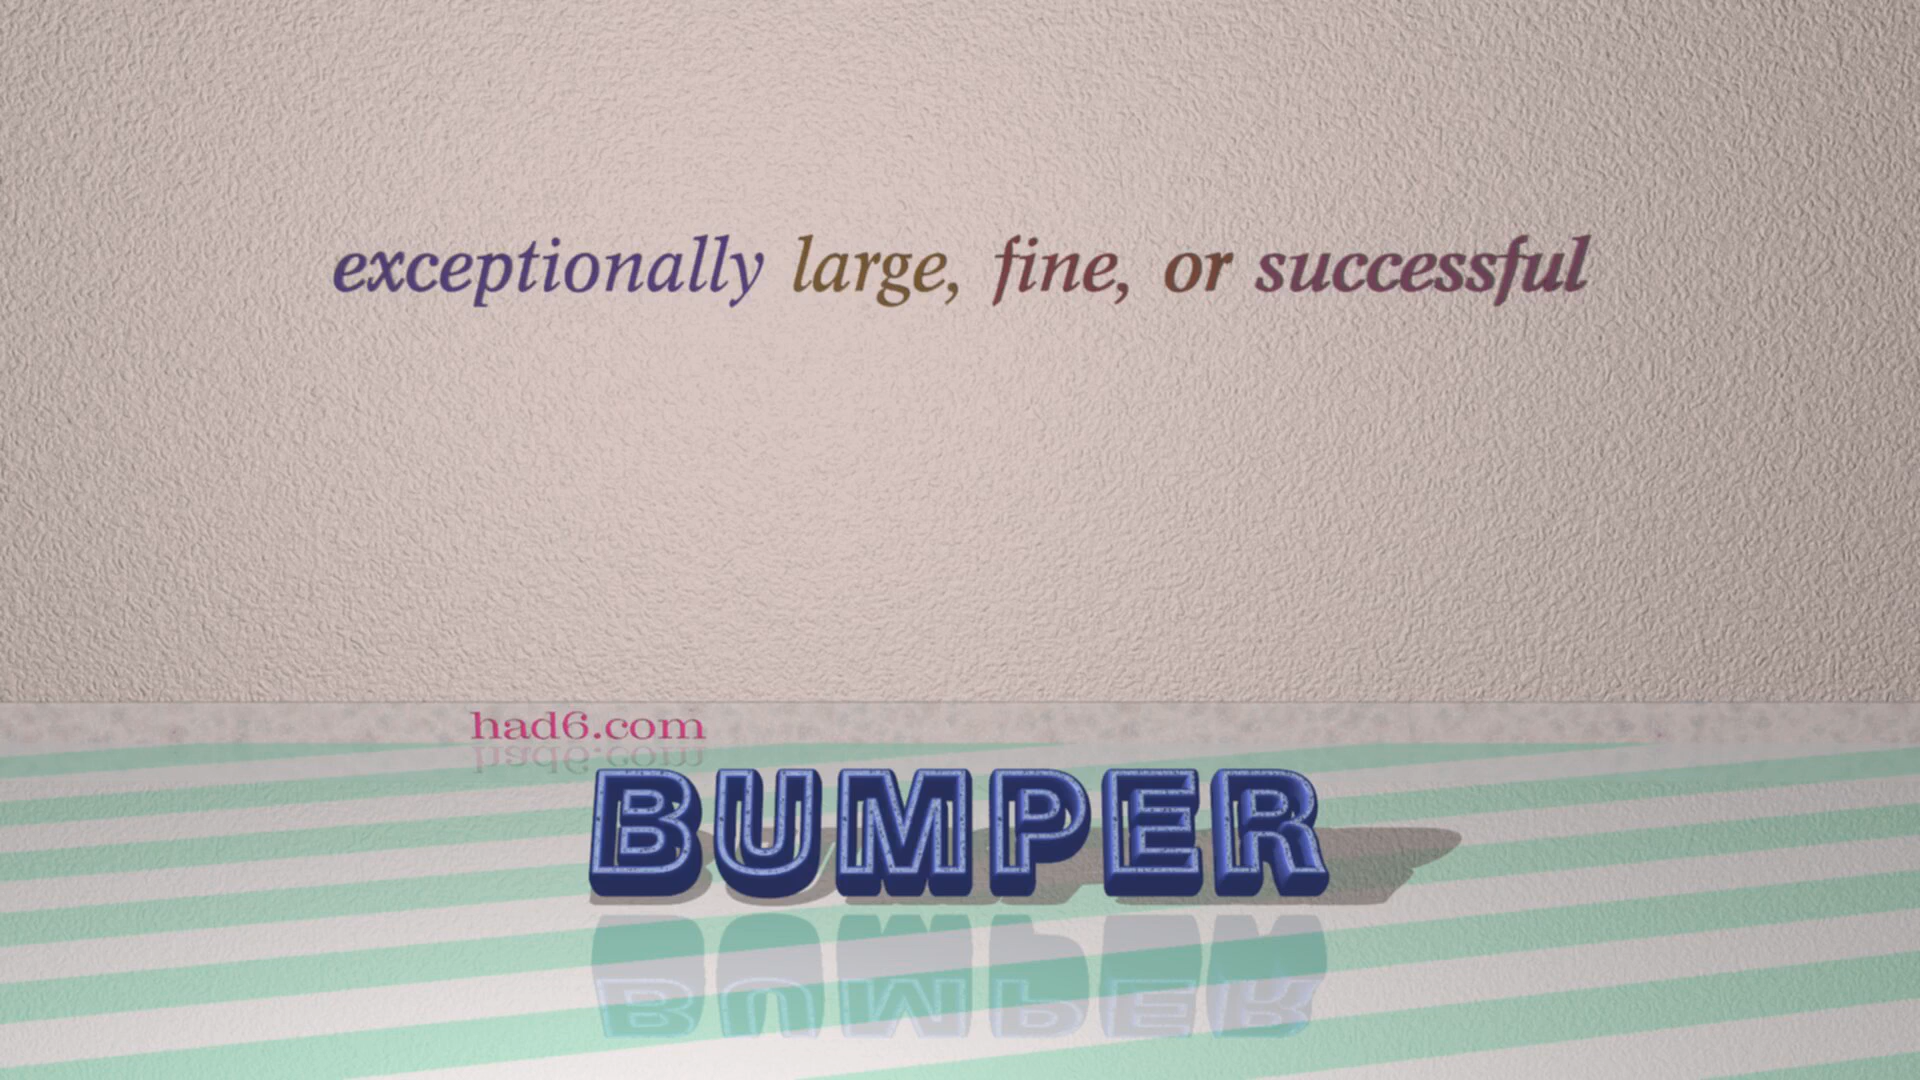 exceptionally large, fine, or successful
had6.com
BUMPER